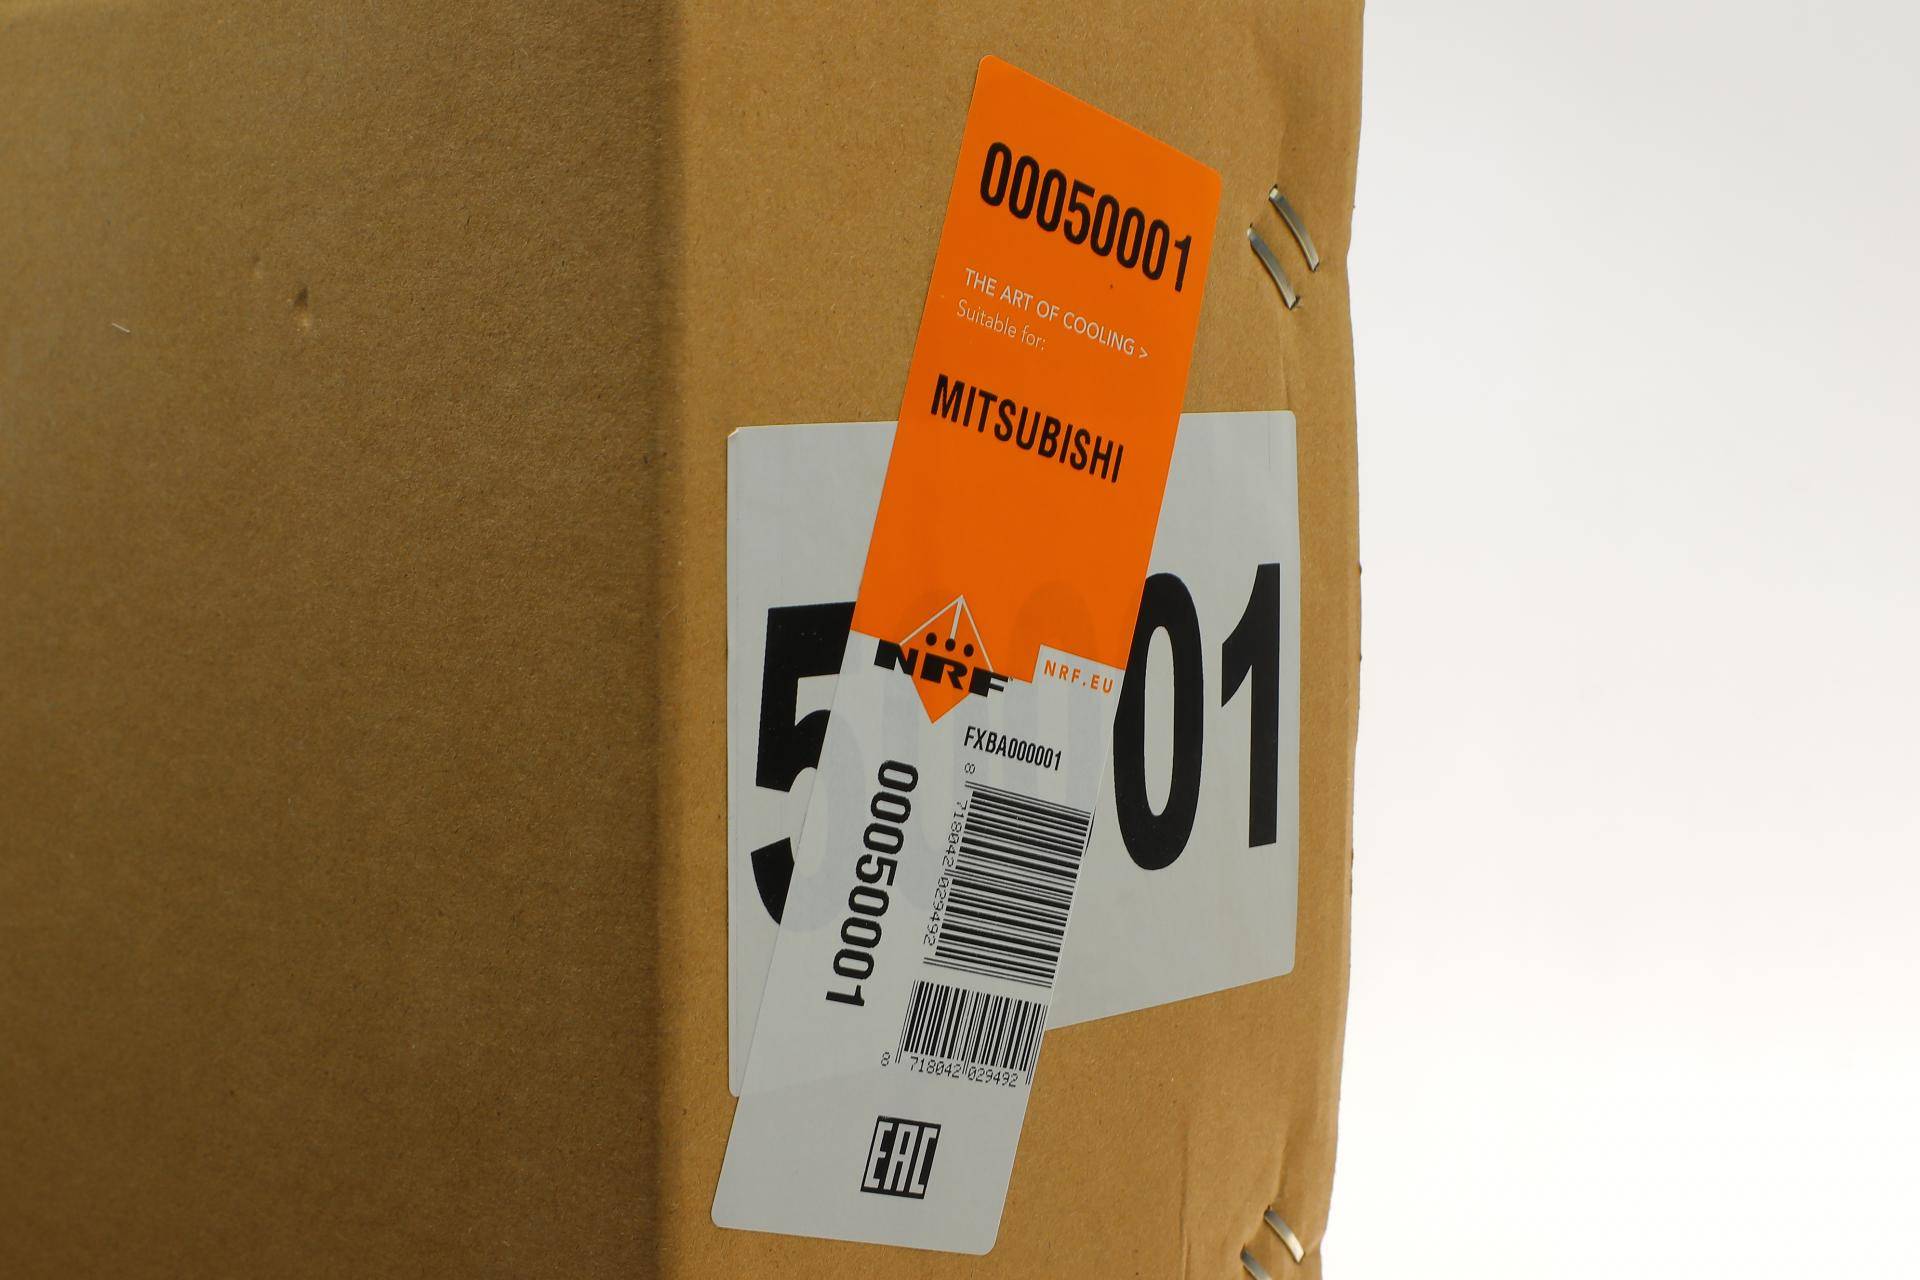 00050001
THE ART OF COOLING >
Suitable for:
MITSUBISHI
NRF
NRF.EU
FXBA000001
8 718042 029492
00050001
8 718042 029492
EAC
5
01